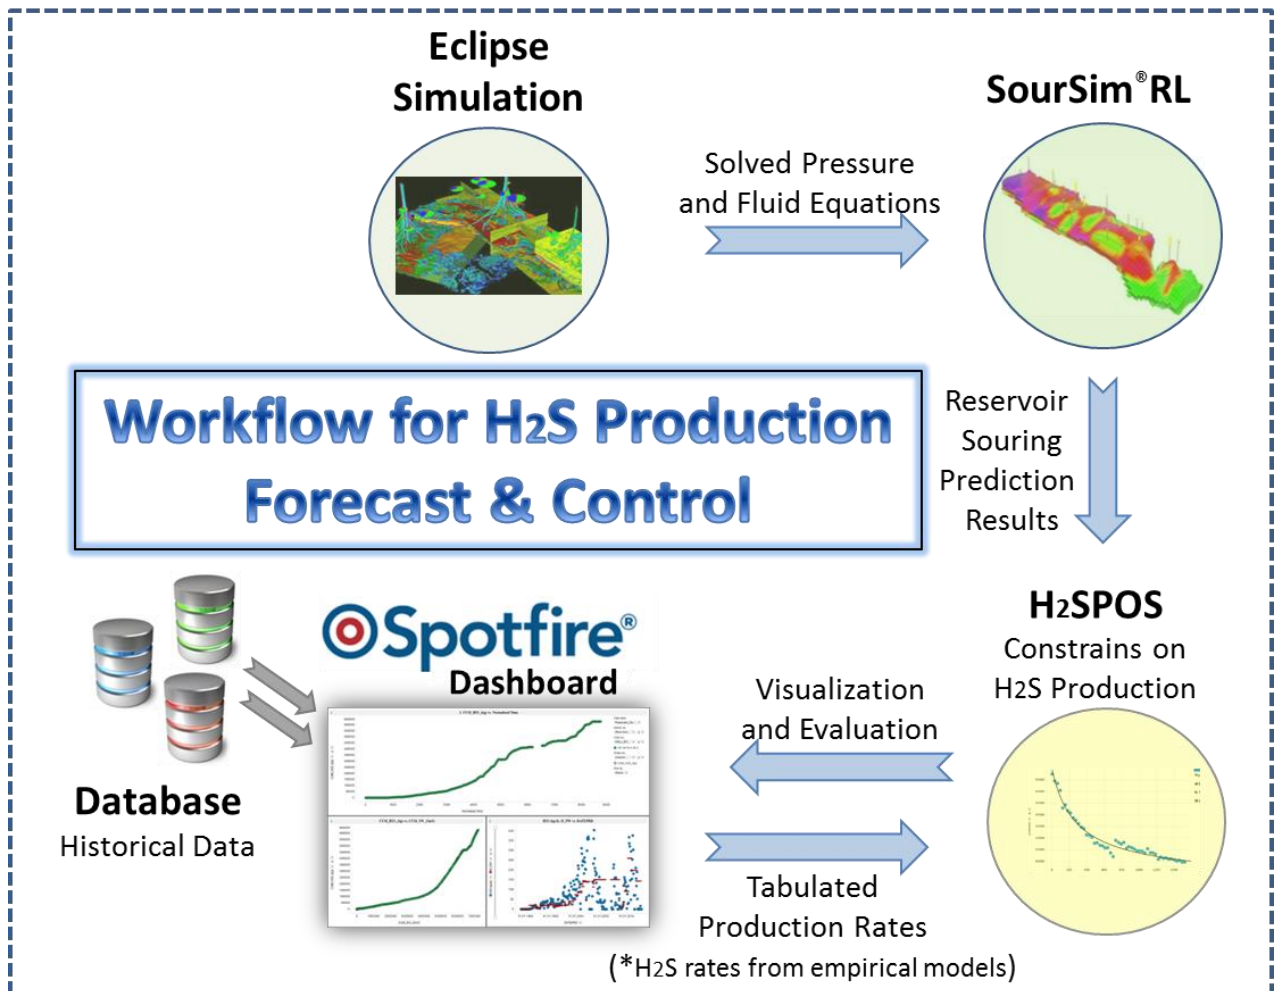 Eclipse
Simulation
SourSim®RL
Solved Pressure
and Fluid Equations
Workflow for H2S Production
Forecast & Control
Reservoir
Souring
Prediction
Results
H2SPOS
Constrains on
H2S Production
Spotfire®
Dashboard
Visualization
and Evaluation
Database
Historical Data
Tabulated
Production Rates
(*H2S rates from empirical models)